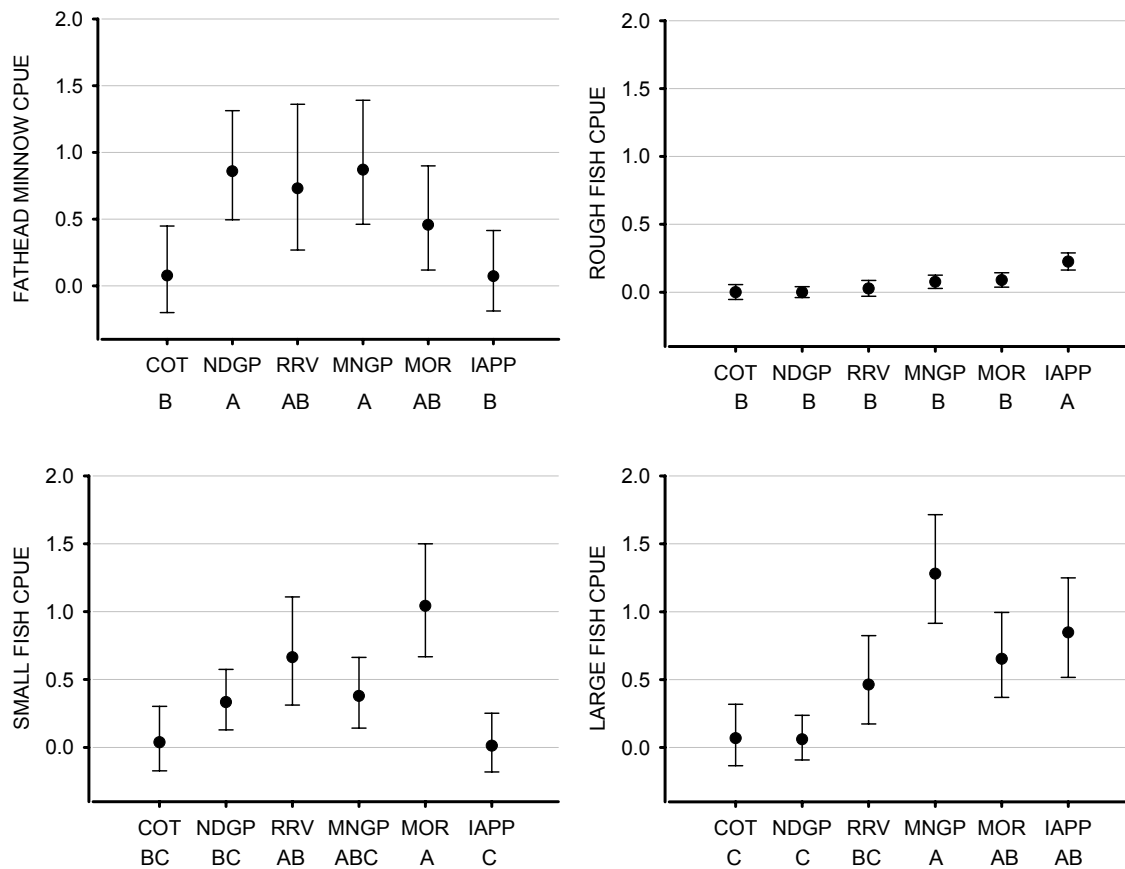 FATHEAD MINNOW CPUE
2.0
1.5
1.0
0.5
0.0
COT NDGP RRV MNGP MOR IAPP
B A AB A AB B
ROUGH FISH CPUE
2.0
1.5
1.0
0.5
0.0
COT NDGP RRV MNGP MOR IAPP
B B B B B A
SMALL FISH CPUE
2.0
1.5
1.0
0.5
0.0
COT NDGP RRV MNGP MOR IAPP
BC BC AB ABC A C
LARGE FISH CPUE
2.0
1.5
1.0
0.5
0.0
COT NDGP RRV MNGP MOR IAPP
C C BC A AB AB